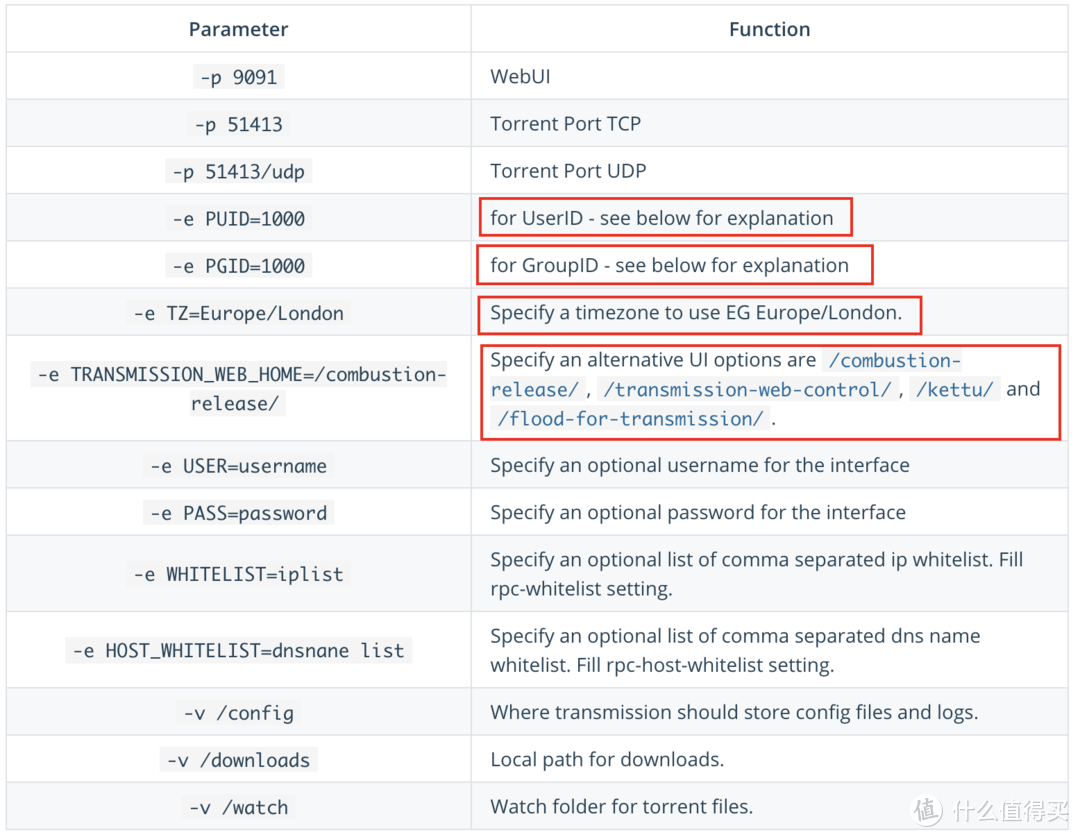 Parameter Function
-p 9091 WebUI
-p 51413 Torrent Port TCP
-p 51413/udp Torrent Port UDP
-e PUID=1000 for UserID - see below for explanation
-e PGID=1000 for GroupID - see below for explanation
-e TZ=Europe/London Specify a timezone to use EG Europe/London.
-e TRANSMISSION_WEB_HOME=/combustion-
release/
Specify an alternative UI options are /combustion-
release/ , /transmission-web-control/ , /kettu/ and
/flood-for-transmission/ .
-e USER=username Specify an optional username for the interface
-e PASS=password Specify an optional password for the interface
-e WHITELIST=iplist
Specify an optional list of comma separated ip whitelist. Fill
rpc-whitelist setting.
-e HOST_WHITELIST=dnsnane list
Specify an optional list of comma separated dns name
whitelist. Fill rpc-host-whitelist setting.
-v /config Where transmission should store config files and logs.
-v /downloads Local path for downloads.
-v /watch Watch folder for torrent files.
值 什么值得买